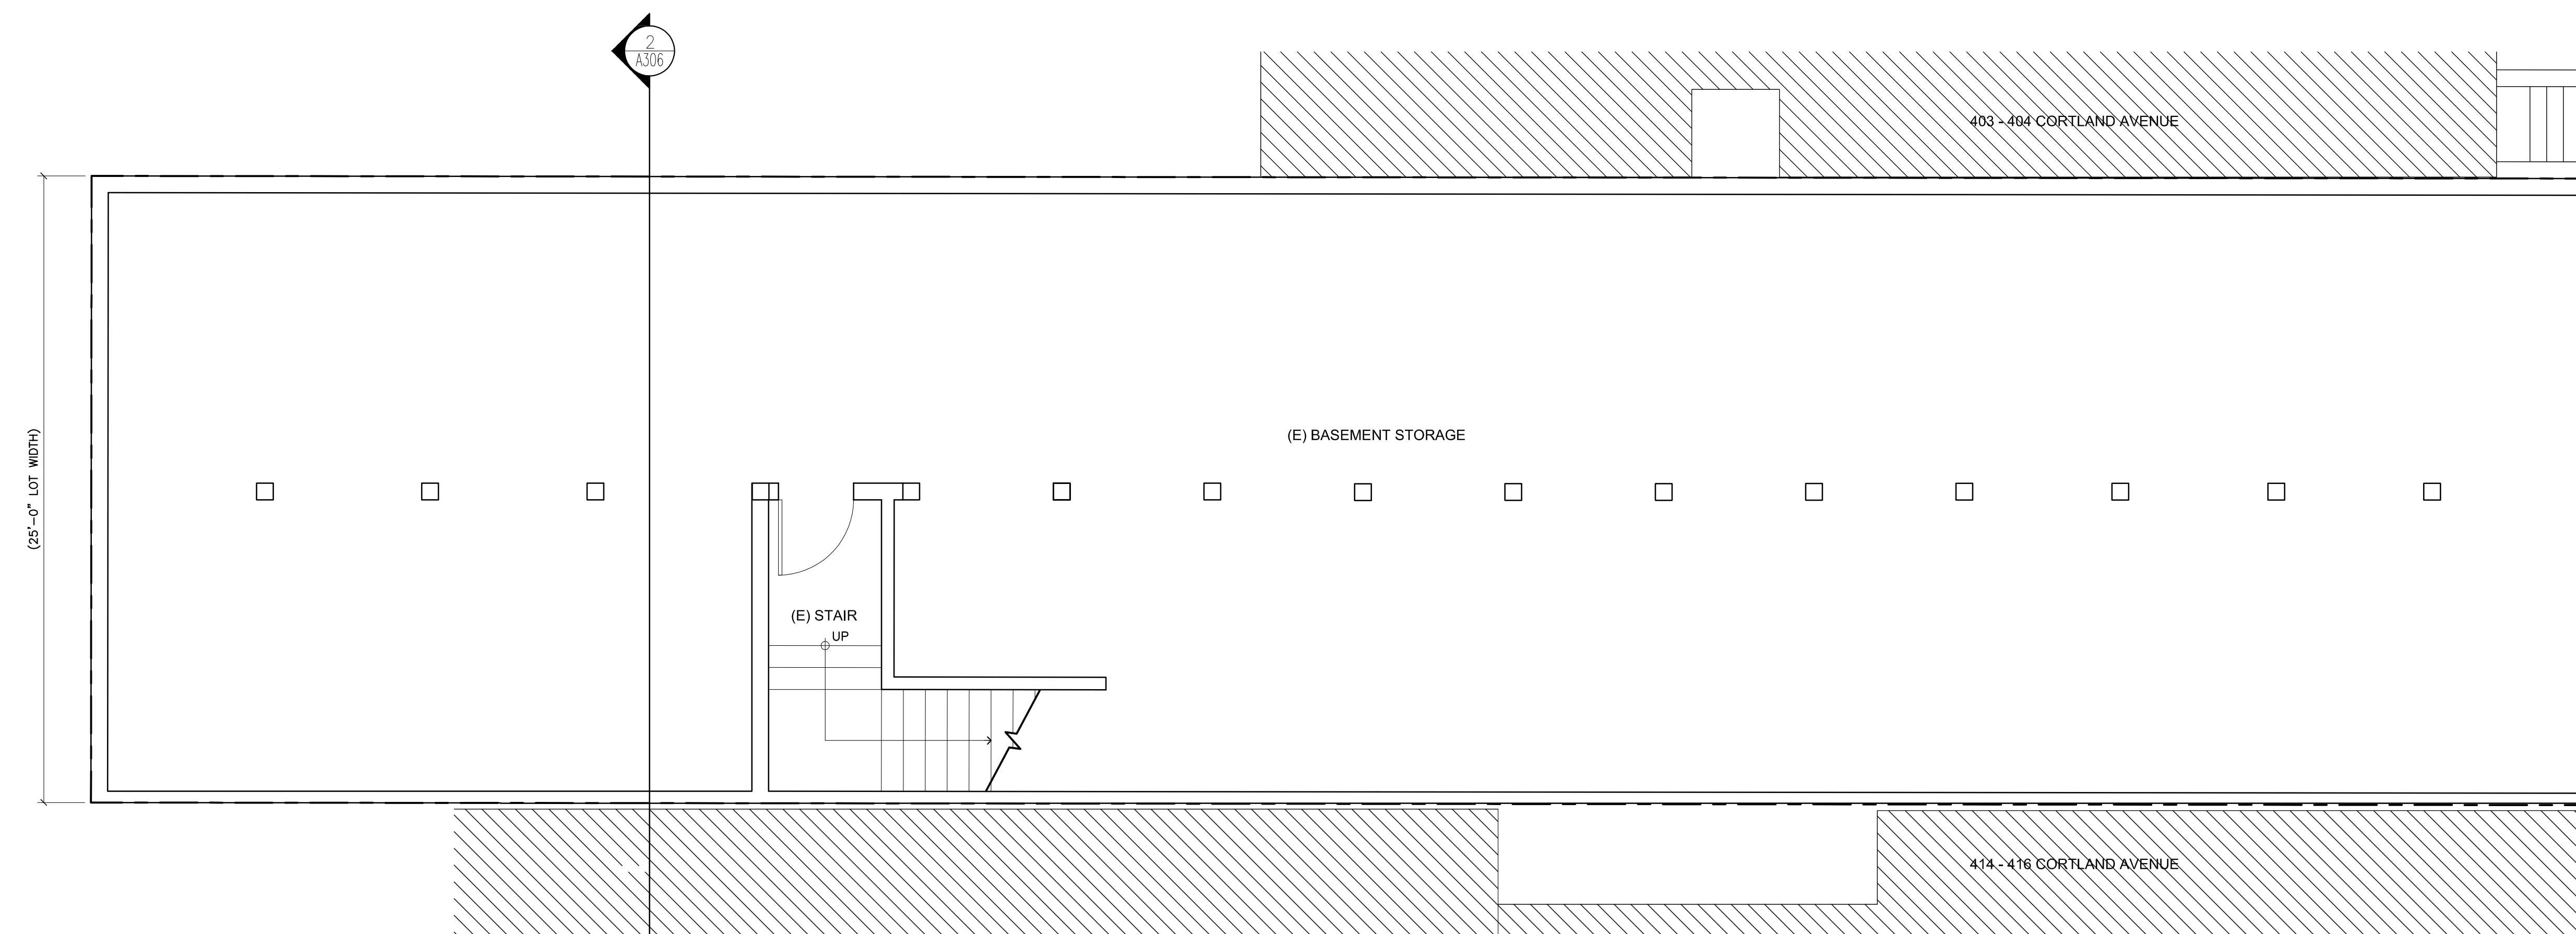 2
A306
403 - 404 CORTLAND AVENUE
(E) BASEMENT STORAGE
(25'-0" LOT WIDTH)
(E) STAIR
UP
414 - 416 CORTLAND AVENUE